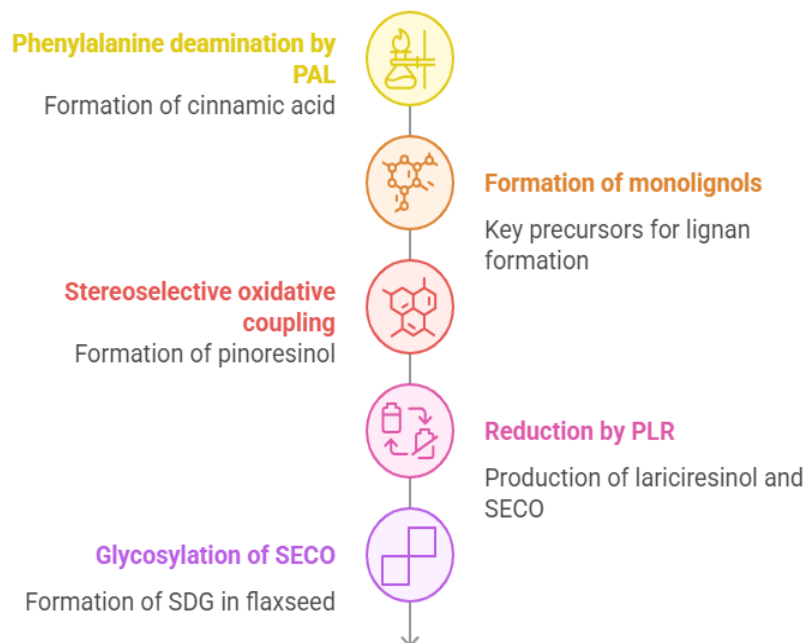 Phenylalanine deamination by
PAL
Formation of cinnamic acid
Formation of monolignols
Key precursors for lignan
formation
Stereoselective oxidative
coupling
Formation of pinoresinol
Reduction by PLR
Production of lariciresinol and
SECO
Glycosylation of SECO
Formation of SDG in flaxseed